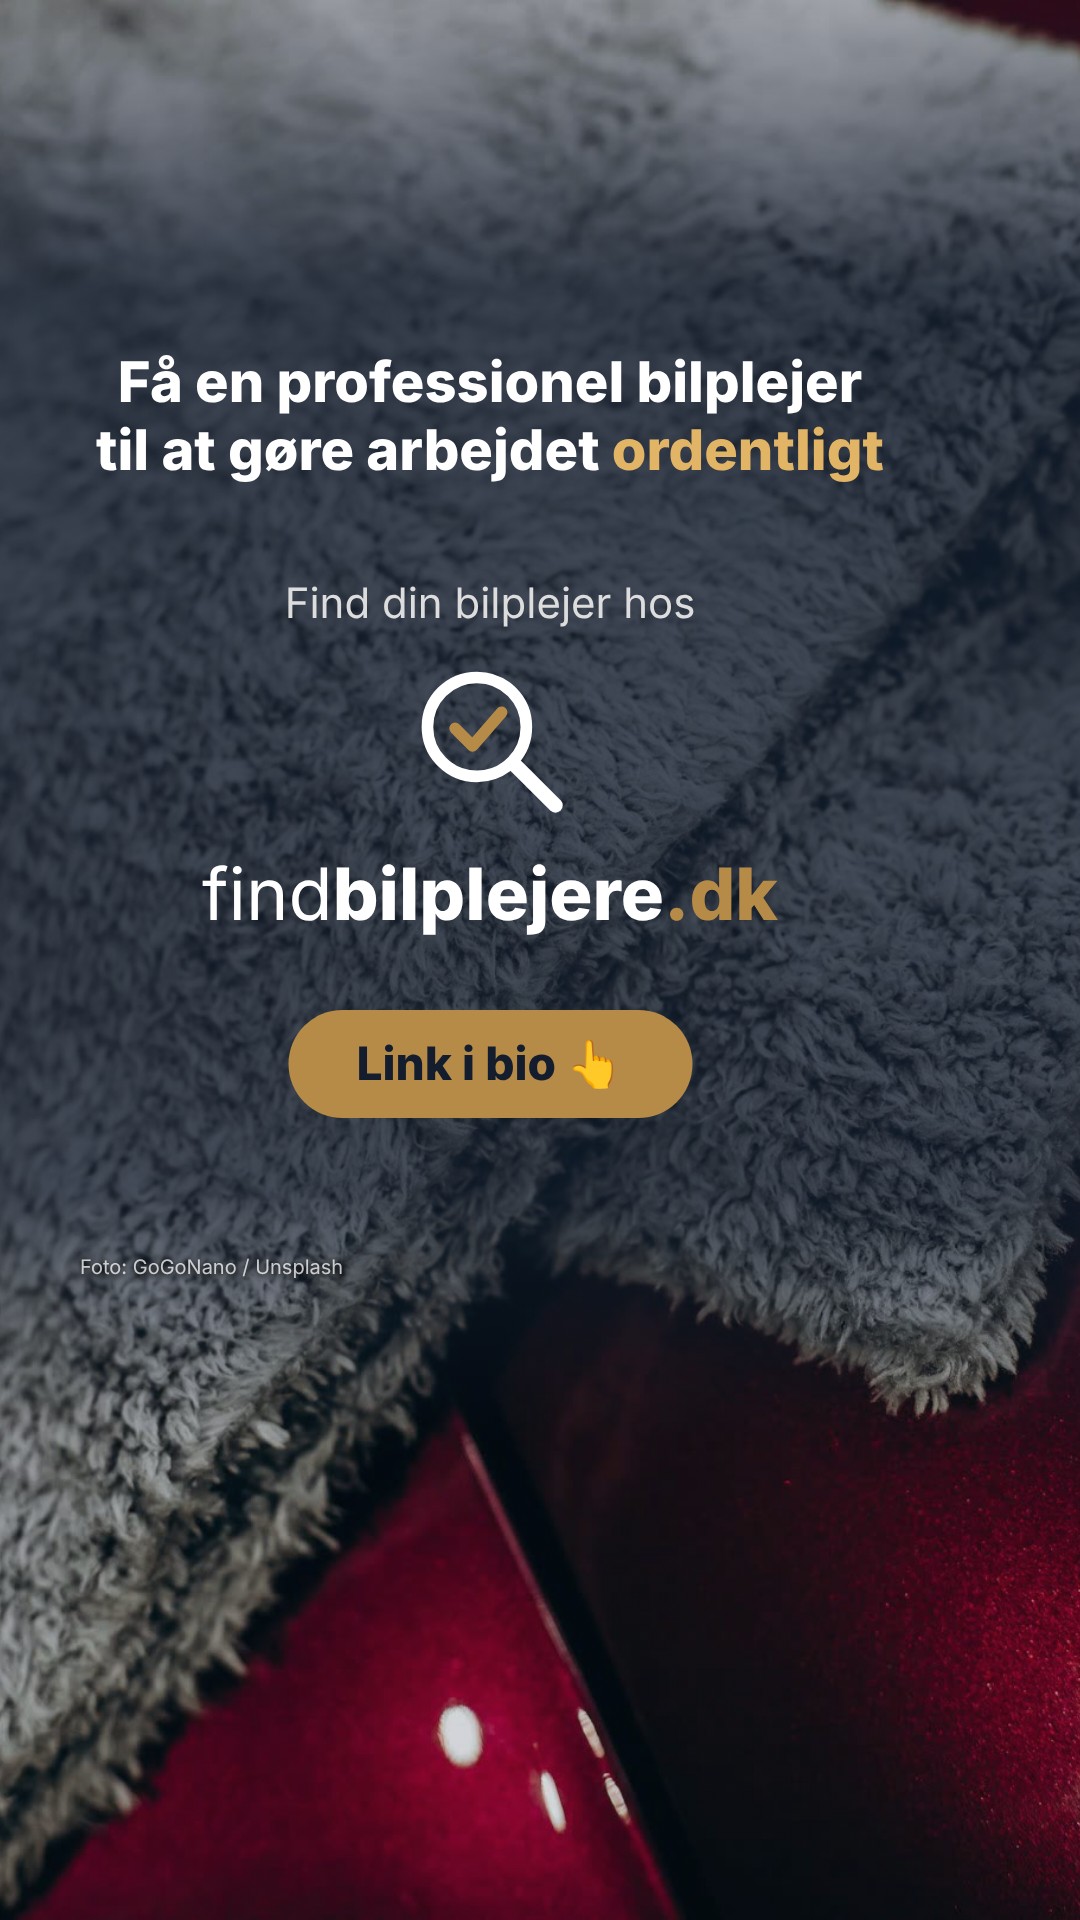 Få en professionel bilplejer
til at gøre arbejdet ordentligt
Find din bilplejer hos
findbilplejere.dk
Link i bio 👆
Foto: GoGoNano / Unsplash